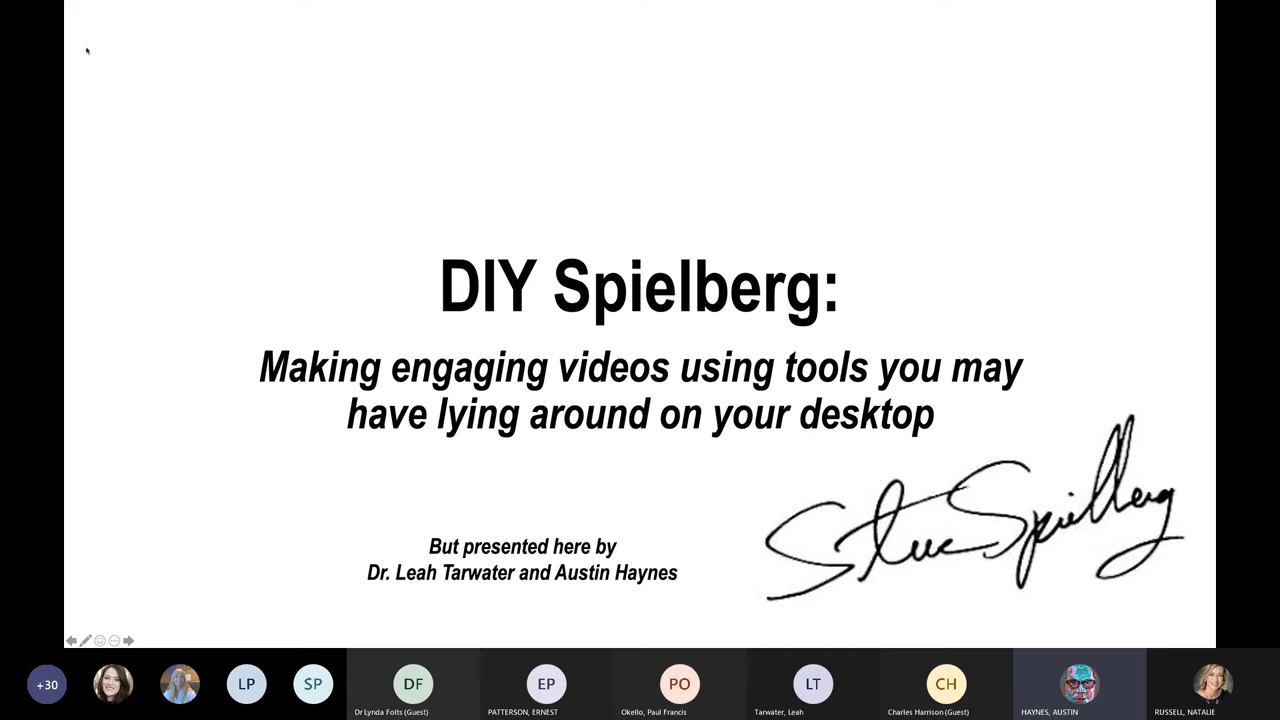 DIY Spielberg:
Making engaging videos using tools you may
have lying around on your desktop
Steven Spielberg
But presented here by
Dr. Leah Tarwater and Austin Haynes
+30
LP
SP
DF
EP
PO
LT
CH
Dr Lynda Folts (Guest)
PATTERSON, ERNEST
Okello, Paul Francis
Tarwater, Leah
Charles Harrison (Guest)
HAYNES, AUSTIN
RUSSELL, NATALIE